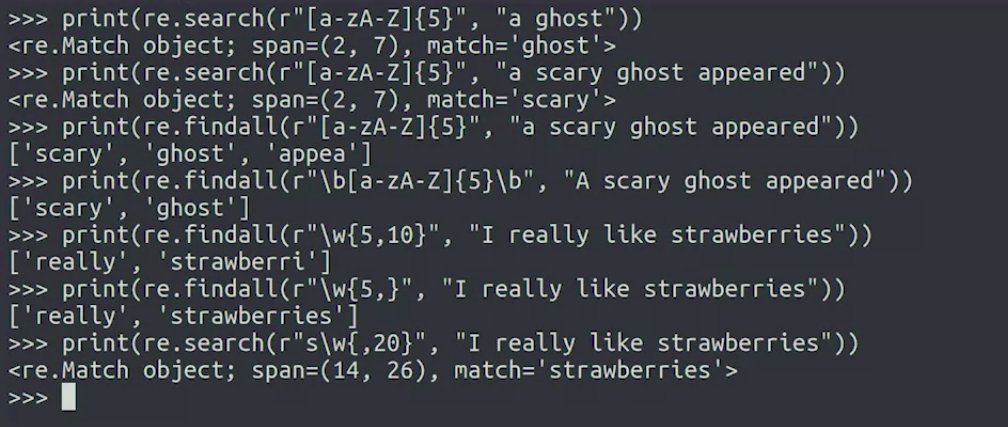 >>> print(re.search(r"[a-zA-Z]{5}", "a ghost"))
<re.Match object; span=(2, 7), match='ghost'>
>>> print(re.search(r"[a-zA-Z]{5}", "a scary ghost appeared"))
<re.Match object; span=(2, 7), match='scary'>
>>> print(re.findall(r"[a-zA-Z]{5}", "a scary ghost appeared"))
['scary', 'ghost', 'appea']
>>> print(re.findall(r"\b[a-zA-Z]{5}\b", "A scary ghost appeared"))
['scary', 'ghost']
>>> print(re.findall(r"\w{5,10}", "I really like strawberries"))
['really', 'strawberri']
>>> print(re.findall(r"\w{5,}", "I really like strawberries"))
['really', 'strawberries']
>>> print(re.search(r"s\w{,20}", "I really like strawberries"))
<re.Match object; span=(14, 26), match='strawberries'>
>>>